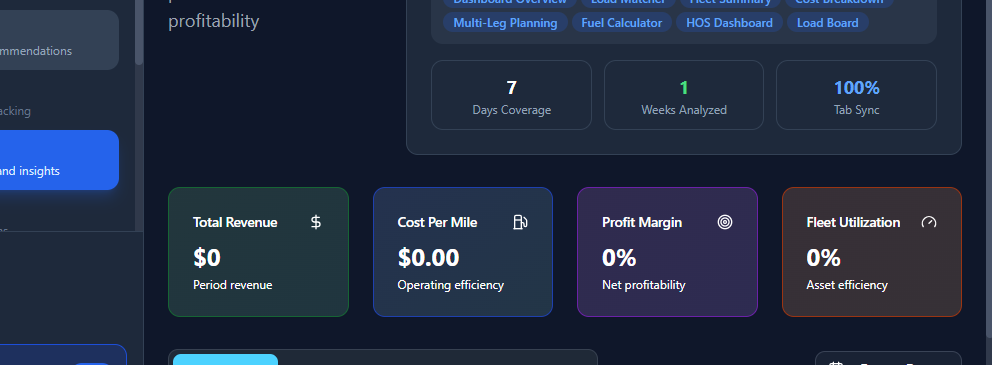 profitability
mmendations
acking
and insights
Dashboard Overview Load Matcher Fleet Summary Cost Breakdown
Multi-Leg Planning Fuel Calculator HOS Dashboard Load Board
7
Days Coverage
1
Weeks Analyzed
100%
Tab Sync
Total Revenue
$0
Period revenue
Cost Per Mile
$0.00
Operating efficiency
Profit Margin
0%
Net profitability
Fleet Utilization
0%
Asset efficiency